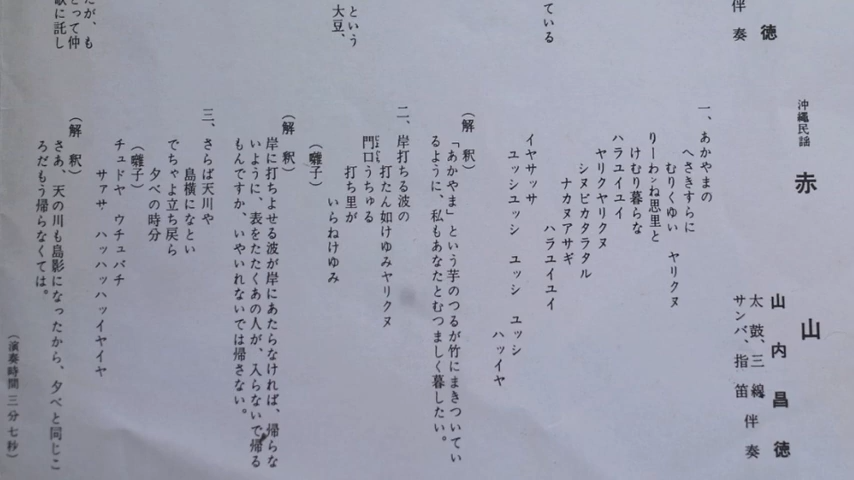 徳
伴奏
ている
という
大豆、
だが、も
とって仲
歌に託し
沖縄民謡
赤山
山内昌徳
太鼓、三線伴奏
サンバ、指笛
一、あかやまの
へさきすらに
むりくゆい ヤリクヌ
りーわンね思里と
けむり暮らな
ハラユイユイ
ヤリクヤリクヌ
シヌビカタラタル
ナカヌアサギ
ハラユイユイ
イヤサッサ
ユッシユッシ ユッシ ユッシ
ハッイヤ
(解釈)
「あかやま」という芋のつるが竹にまきついてい
るように、私もあなたとむつましく暮したい。
二、岸打ちる波の
打たん如けゆみヤリクヌ
門口うちゅる
打ち里が
いらねけゆみ
(囃子)
(解釈)
岸に打ちよせる波が岸にあたらなければ、帰らな
いように、表をたたくあの人が、入らないで帰る
もんですか、いやいれないでは帰さない。
三、さらば天川や
島横になとい
でちゃよ立ち戻ら
夕べの時分
(囃子)
チュドヤ ウチュバチ
サァサ ハッハッハッイヤイヤ
(解釈)
さあ、天の川も島影になったから、夕べと同じこ
ろだもう帰らなくては。
(演奏時間 三分七秒)